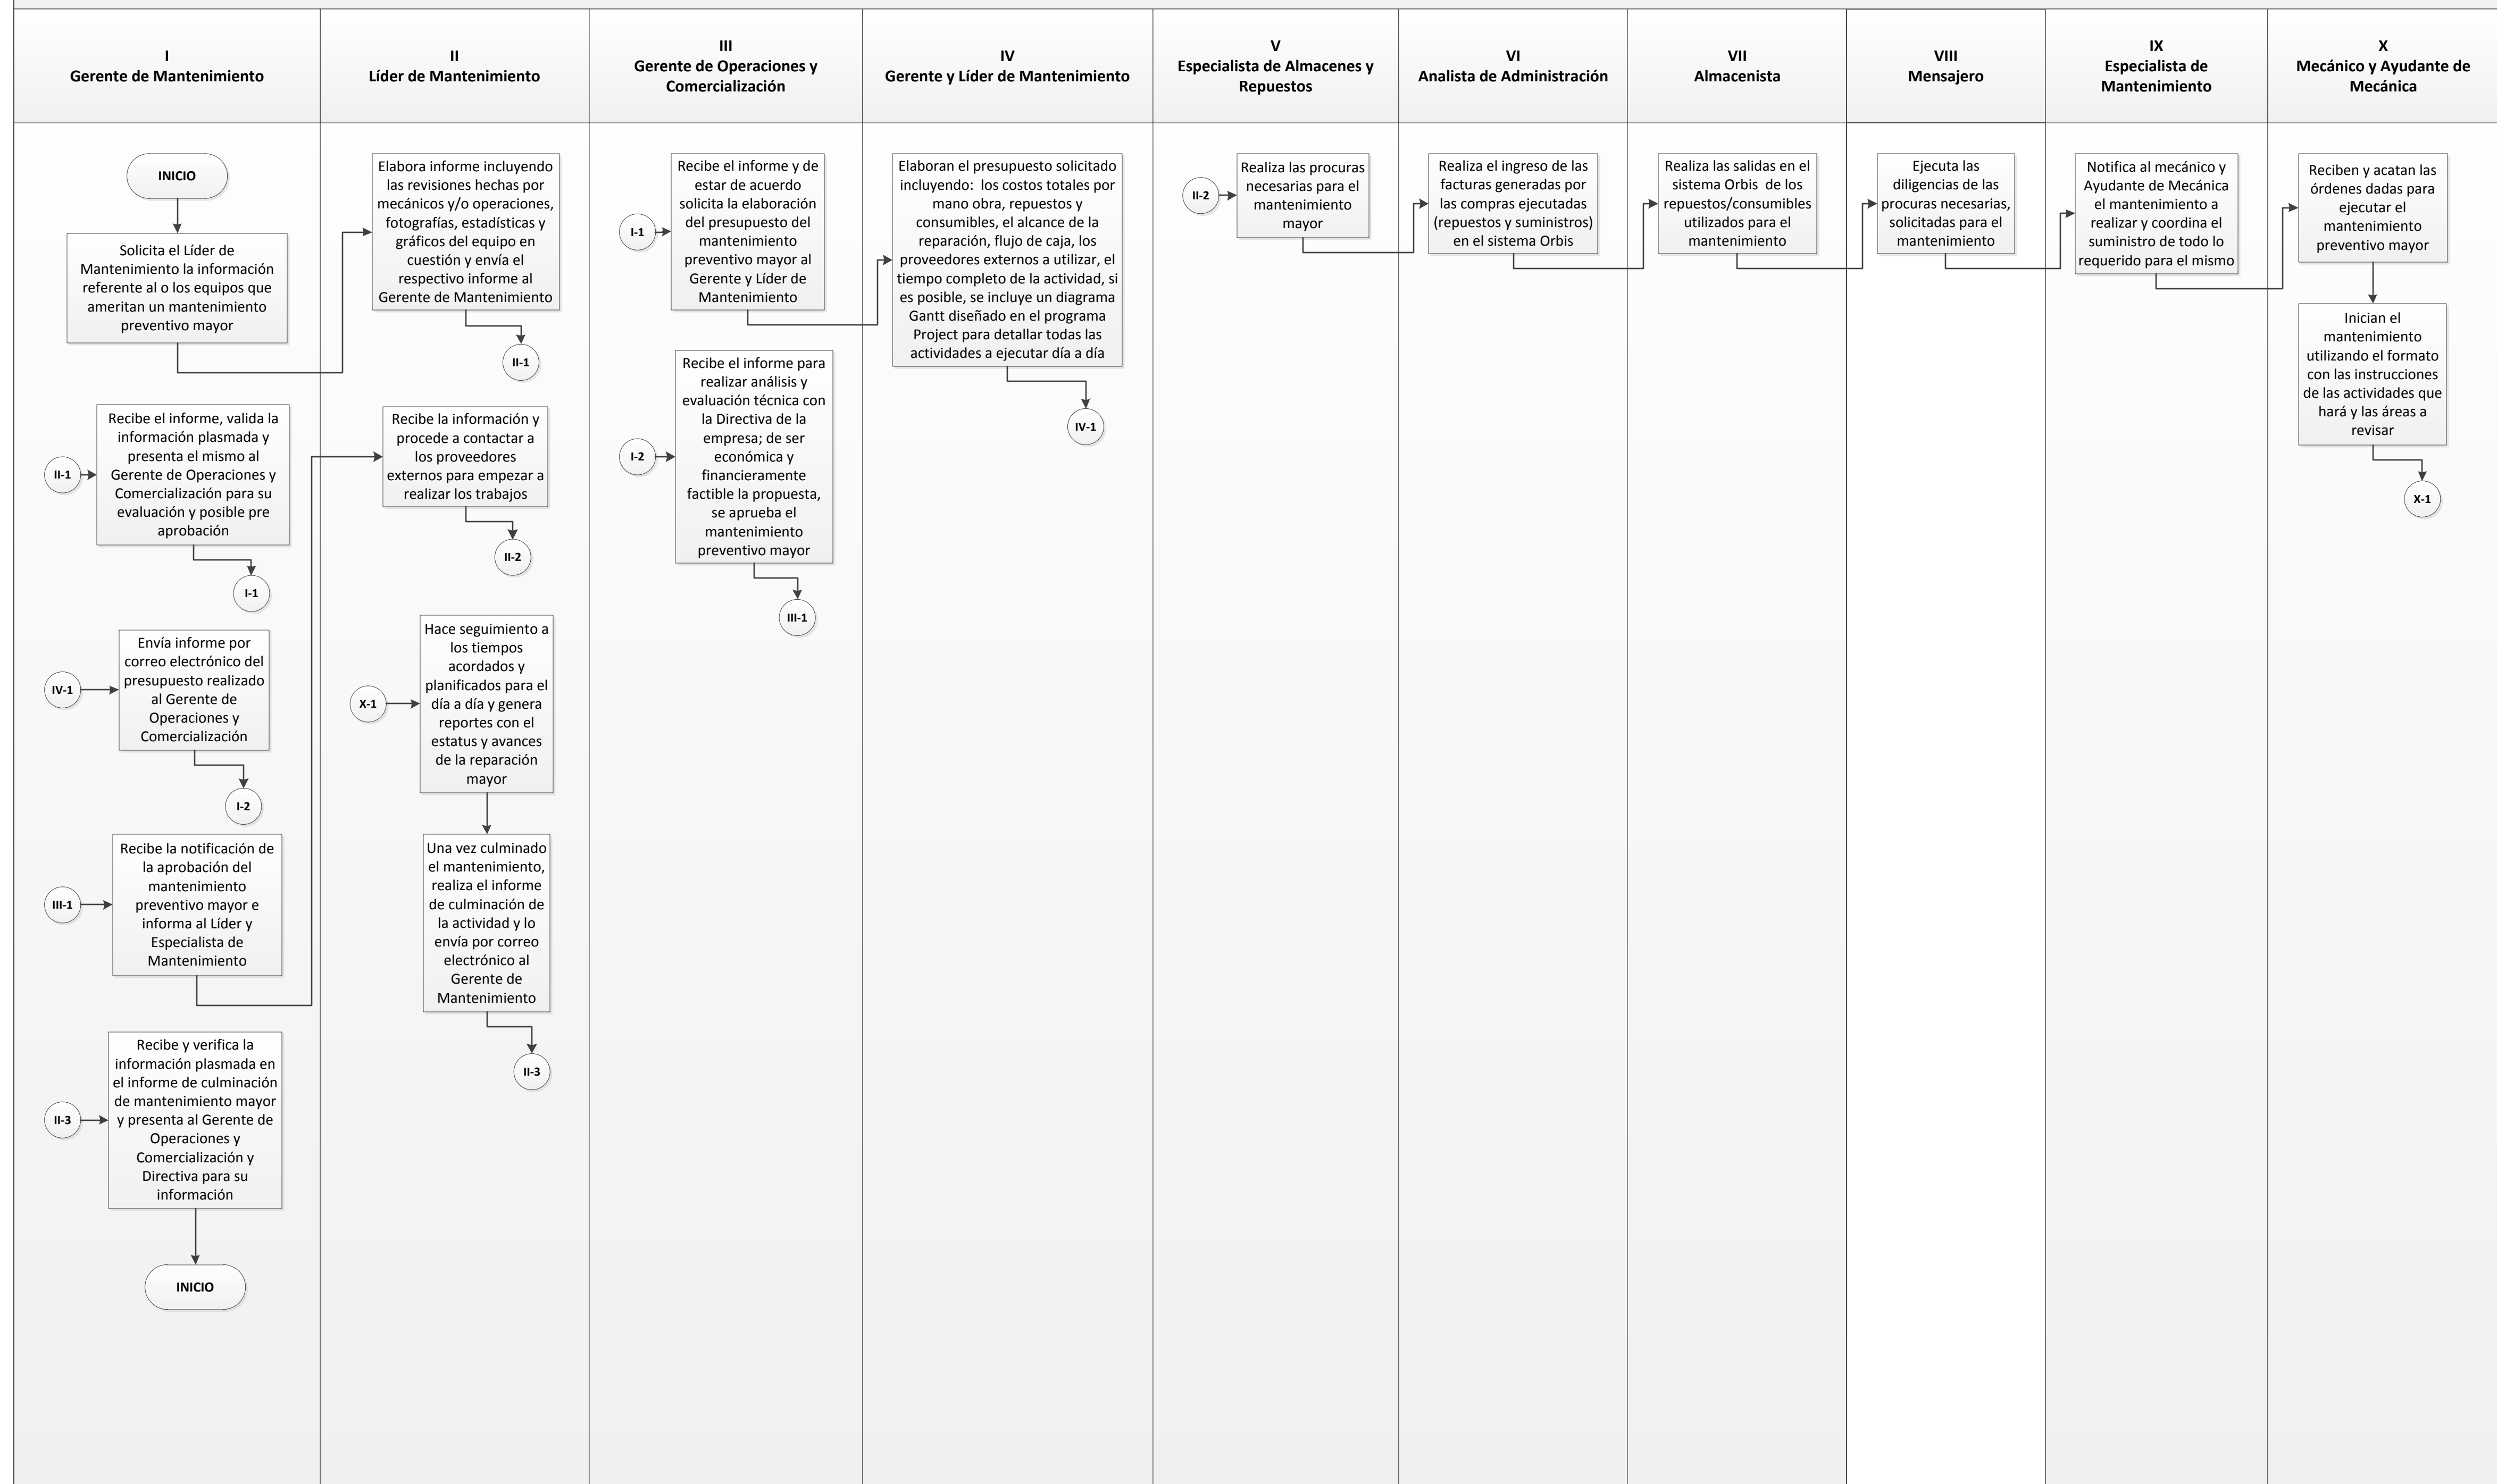 I
Gerente de Mantenimiento
II
Líder de Mantenimiento
III
Gerente de Operaciones y
Comercialización
IV
Gerente y Líder de Mantenimiento
V
Especialista de Almacenes y
Repuestos
VI
Analista de Administración
VII
Almacenista
VIII
Mensajero
IX
Especialista de
Mantenimiento
X
Mecánico y Ayudante de
Mecánica
INICIO
Solicita el Líder de
Mantenimiento la información
referente al o los equipos que
ameritan un mantenimiento
preventivo mayor
II-1
Recibe el informe, valida la
información plasmada y
presenta el mismo al
Gerente de Operaciones y
Comercialización para su
evaluación y posible pre
aprobación
I-1
IV-1
Envía informe por
correo electrónico del
presupuesto realizado
al Gerente de
Operaciones y
Comercialización
I-2
III-1
Recibe la notificación de
la aprobación del
mantenimiento
preventivo mayor e
informa al Líder y
Especialista de
Mantenimiento
II-3
Recibe y verifica la
información plasmada en
el informe de culminación
de mantenimiento mayor
y presenta al Gerente de
Operaciones y
Comercialización y
Directiva para su
información
INICIO
Elabora informe incluyendo
las revisiones hechas por
mecánicos y/o operaciones,
fotografías, estadísticas y
gráficos del equipo en
cuestión y envía el
respectivo informe al
Gerente de Mantenimiento
II-1
Recibe la información y
procede a contactar a
los proveedores
externos para empezar a
realizar los trabajos
II-2
X-1
Hace seguimiento a
los tiempos
acordados y
planificados para el
día a día y genera
reportes con el
estatus y avances
de la reparación
mayor
Una vez culminado
el mantenimiento,
realiza el informe
de culminación de
la actividad y lo
envía por correo
electrónico al
Gerente de
Mantenimiento
II-3
I-1
Recibe el informe y de
estar de acuerdo
solicita la elaboración
del presupuesto del
mantenimiento
preventivo mayor al
Gerente y Líder de
Mantenimiento
I-2
Recibe el informe para
realizar análisis y
evaluación técnica con
la Directiva de la
empresa; de ser
económica y
financieramente
factible la propuesta,
se aprueba el
mantenimiento
preventivo mayor
III-1
Elaboran el presupuesto solicitado
incluyendo: los costos totales por
mano obra, repuestos y
consumibles, el alcance de la
reparación, flujo de caja, los
proveedores externos a utilizar, el
tiempo completo de la actividad, si
es posible, se incluye un diagrama
Gantt diseñado en el programa
Project para detallar todas las
actividades a ejecutar día a día
IV-1
II-2
Realiza las procuras
necesarias para el
mantenimiento
mayor
Realiza el ingreso de las
facturas generadas por
las compras ejecutadas
(repuestos y suministros)
en el sistema Orbis
Realiza las salidas en el
sistema Orbis de los
repuestos/consumibles
utilizados para el
mantenimiento
Ejecuta las
diligencias de las
procuras necesarias,
solicitadas para el
mantenimiento
Notifica al mecánico y
Ayudante de Mecánica
el mantenimiento a
realizar y coordina el
suministro de todo lo
requerido para el mismo
Reciben y acatan las
órdenes dadas para
ejecutar el
mantenimiento
preventivo mayor
Inician el
mantenimiento
utilizando el formato
con las instrucciones
de las actividades que
hará y las áreas a
revisar
X-1